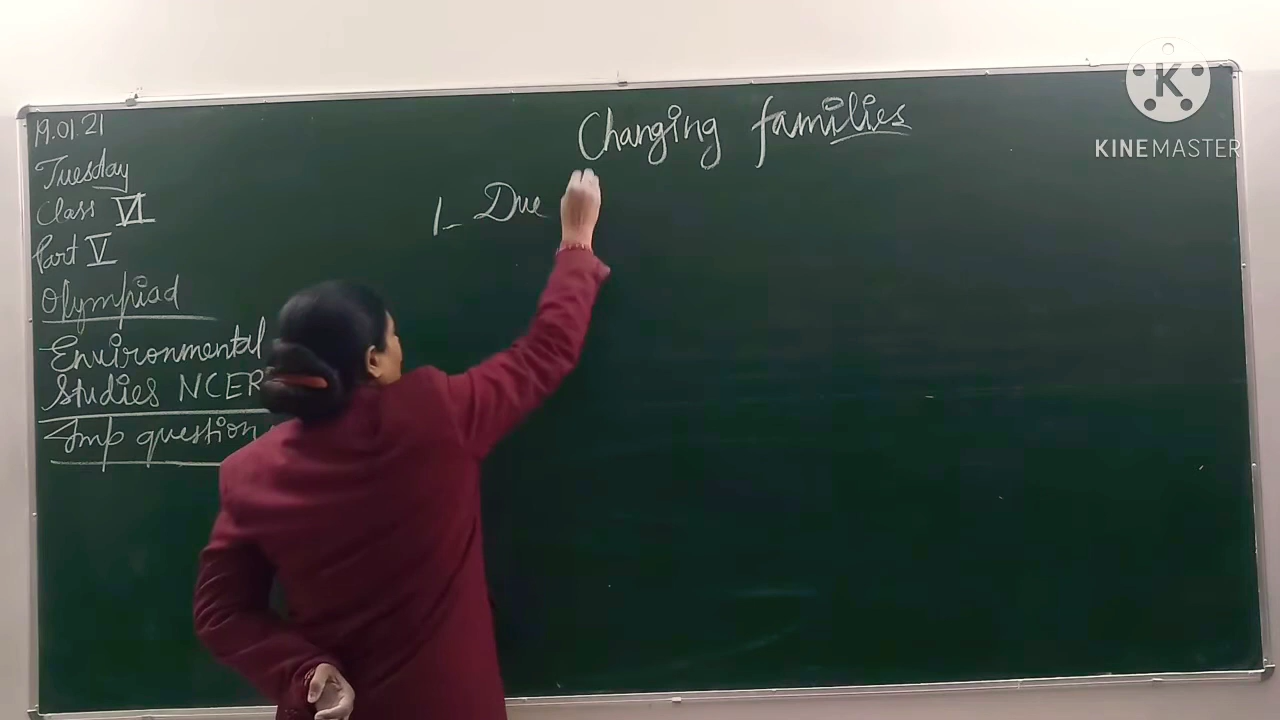 19.01.21
Tuesday
Class VI
Part V
Olympiad
Environmental
Studies NCER
Imp question
Changing families
1- Due
K
KINEMASTER